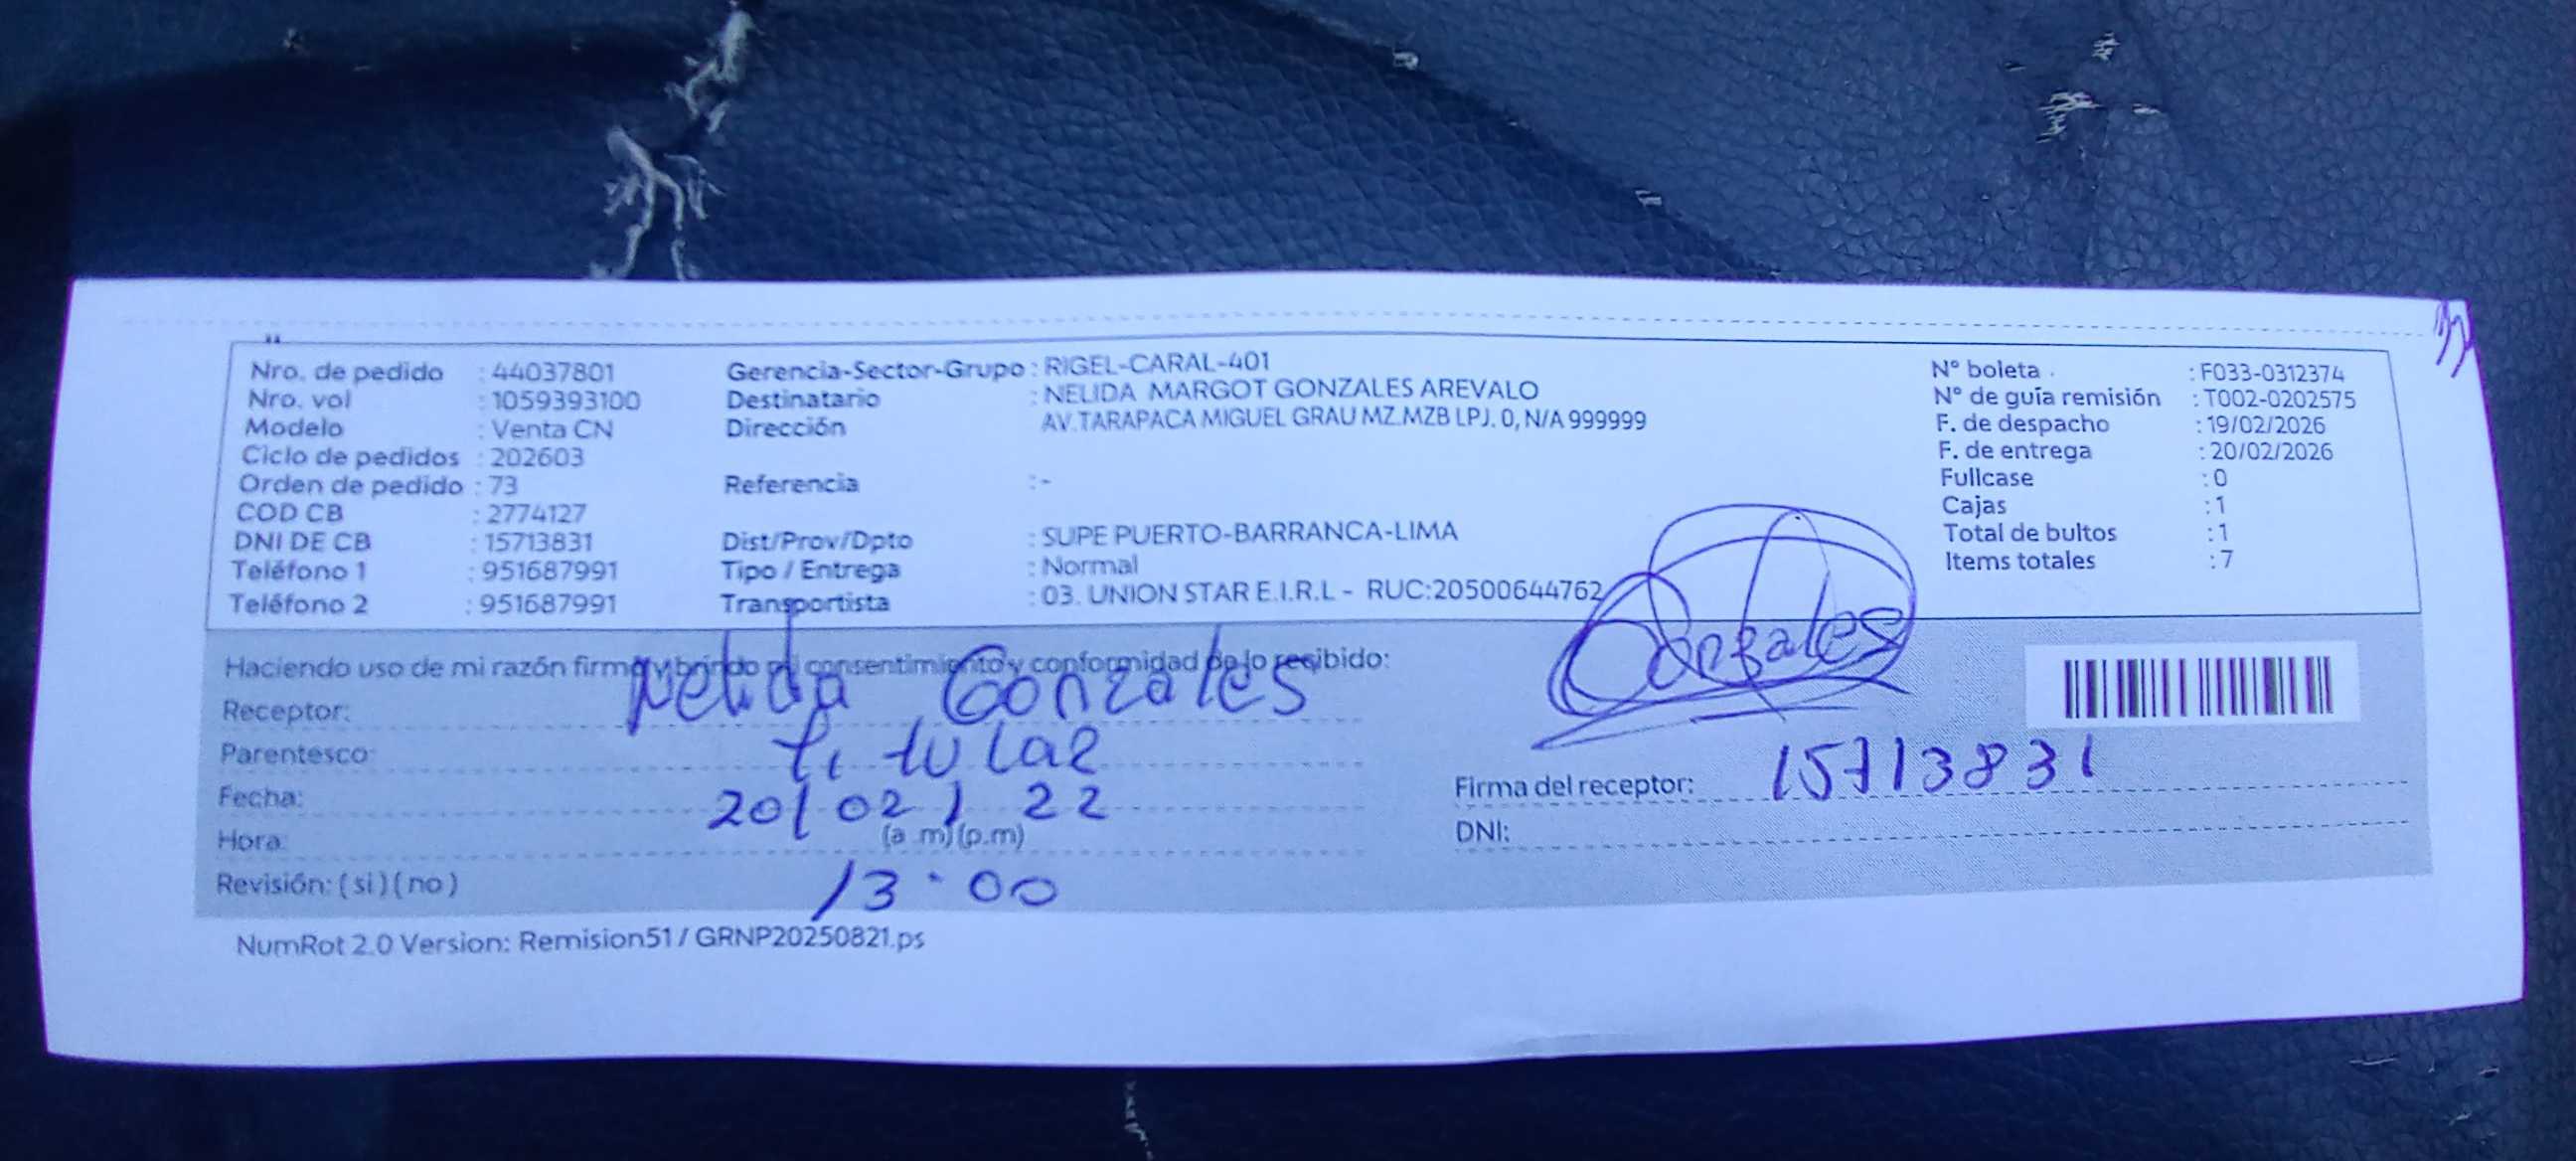 Nro. de pedido : 44037801
Nro. vol : 1059393100
Modelo : Venta CN
Ciclo de pedidos : 202603
Orden de pedido : 73
COD CB : 2774127
DNI DE CB : 15713831
Teléfono 1 : 951687991
Teléfono 2 : 951687991
Gerencia-Sector-Grupo : RIGEL-CARAL-401
Destinatario : NELIDA MARGOT GONZALES AREVALO
Dirección AV.TARAPACA MIGUEL GRAU MZ.MZB LPJ. 0, N/A 999999
Referencia : -
Dist/Prov/Dpto : SUPE PUERTO-BARRANCA-LIMA
Tipo / Entrega : Normal
Transportista : 03. UNION STAR E.I.R.L - RUC:20500644762
N° boleta : F033-0312374
N° de guía remisión : T002-0202575
F. de despacho : 19/02/2026
F. de entrega : 20/02/2026
Fullcase : 0
Cajas : 1
Total de bultos : 1
Items totales : 7
Haciendo uso de mi razón firmo y brindo mi consentimiento y conformidad de lo recibido:
Receptor: Nelida Gonzales
Parentesco: Titular
Fecha: 20/02/22
Hora: (a.m)(p.m)
Revisión: (si)(no) 13:00
Gonzales
Firma del receptor: 15713831
DNI:
NumRot 2.0 Version: Remision51 / GRNP20250821.ps